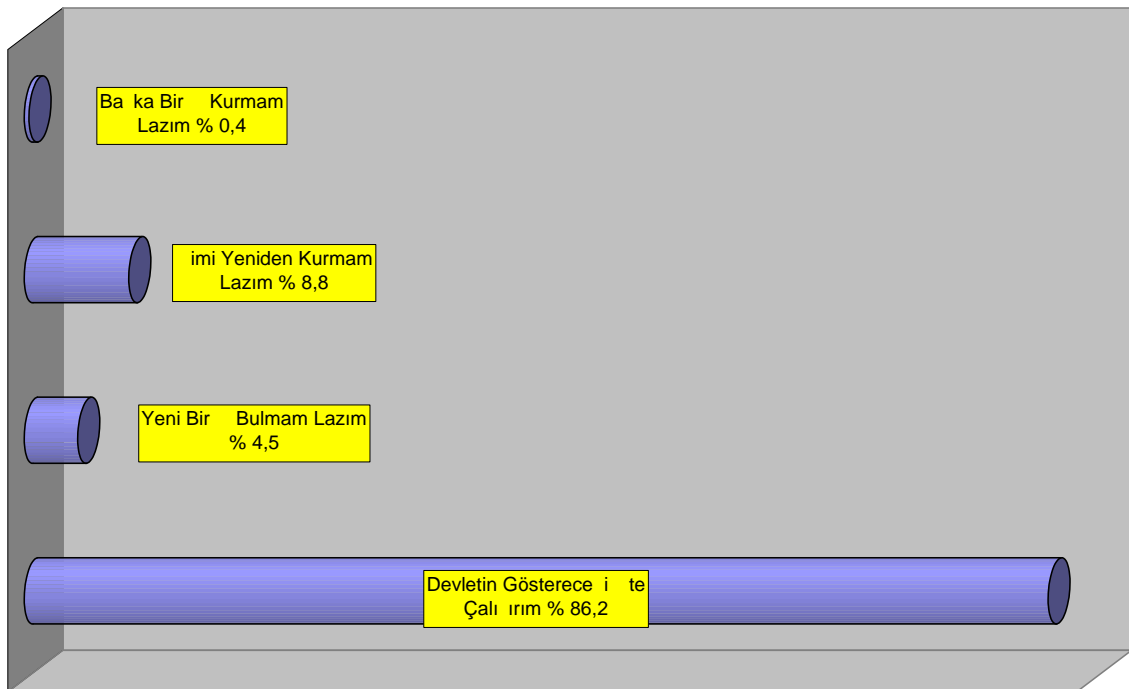 Ba ka Bir Kurmam
Lazım % 0,4
imi Yeniden Kurmam
Lazım % 8,8
Yeni Bir Bulmam Lazım
% 4,5
Devletin Gösterece i te
Çalı ırım % 86,2